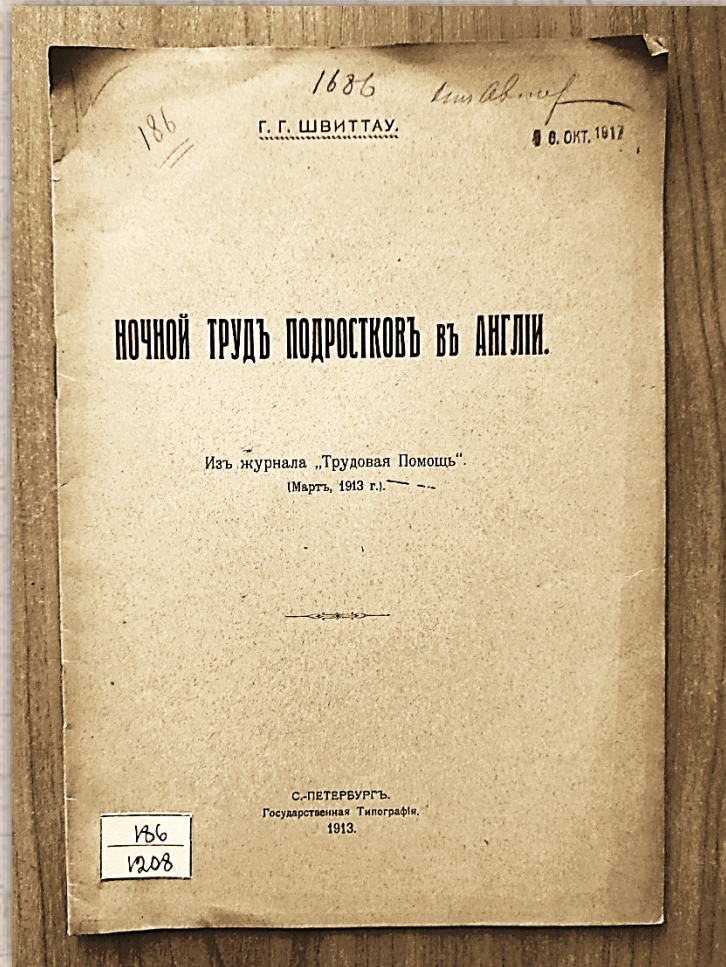 1686
186
Г. Г. ШВИТТАУ.
6. ОКТ. 1917
НОЧНОЙ ТРУДЪ ПОДРОСТКОВЪ ВЪ АНГЛІИ.
Изъ журнала „Трудовая Помощь“.
(Мартъ, 1913 г.).
С.-ПЕТЕРБУРГЪ.
Государственная Типографія.
1913.
186
1208